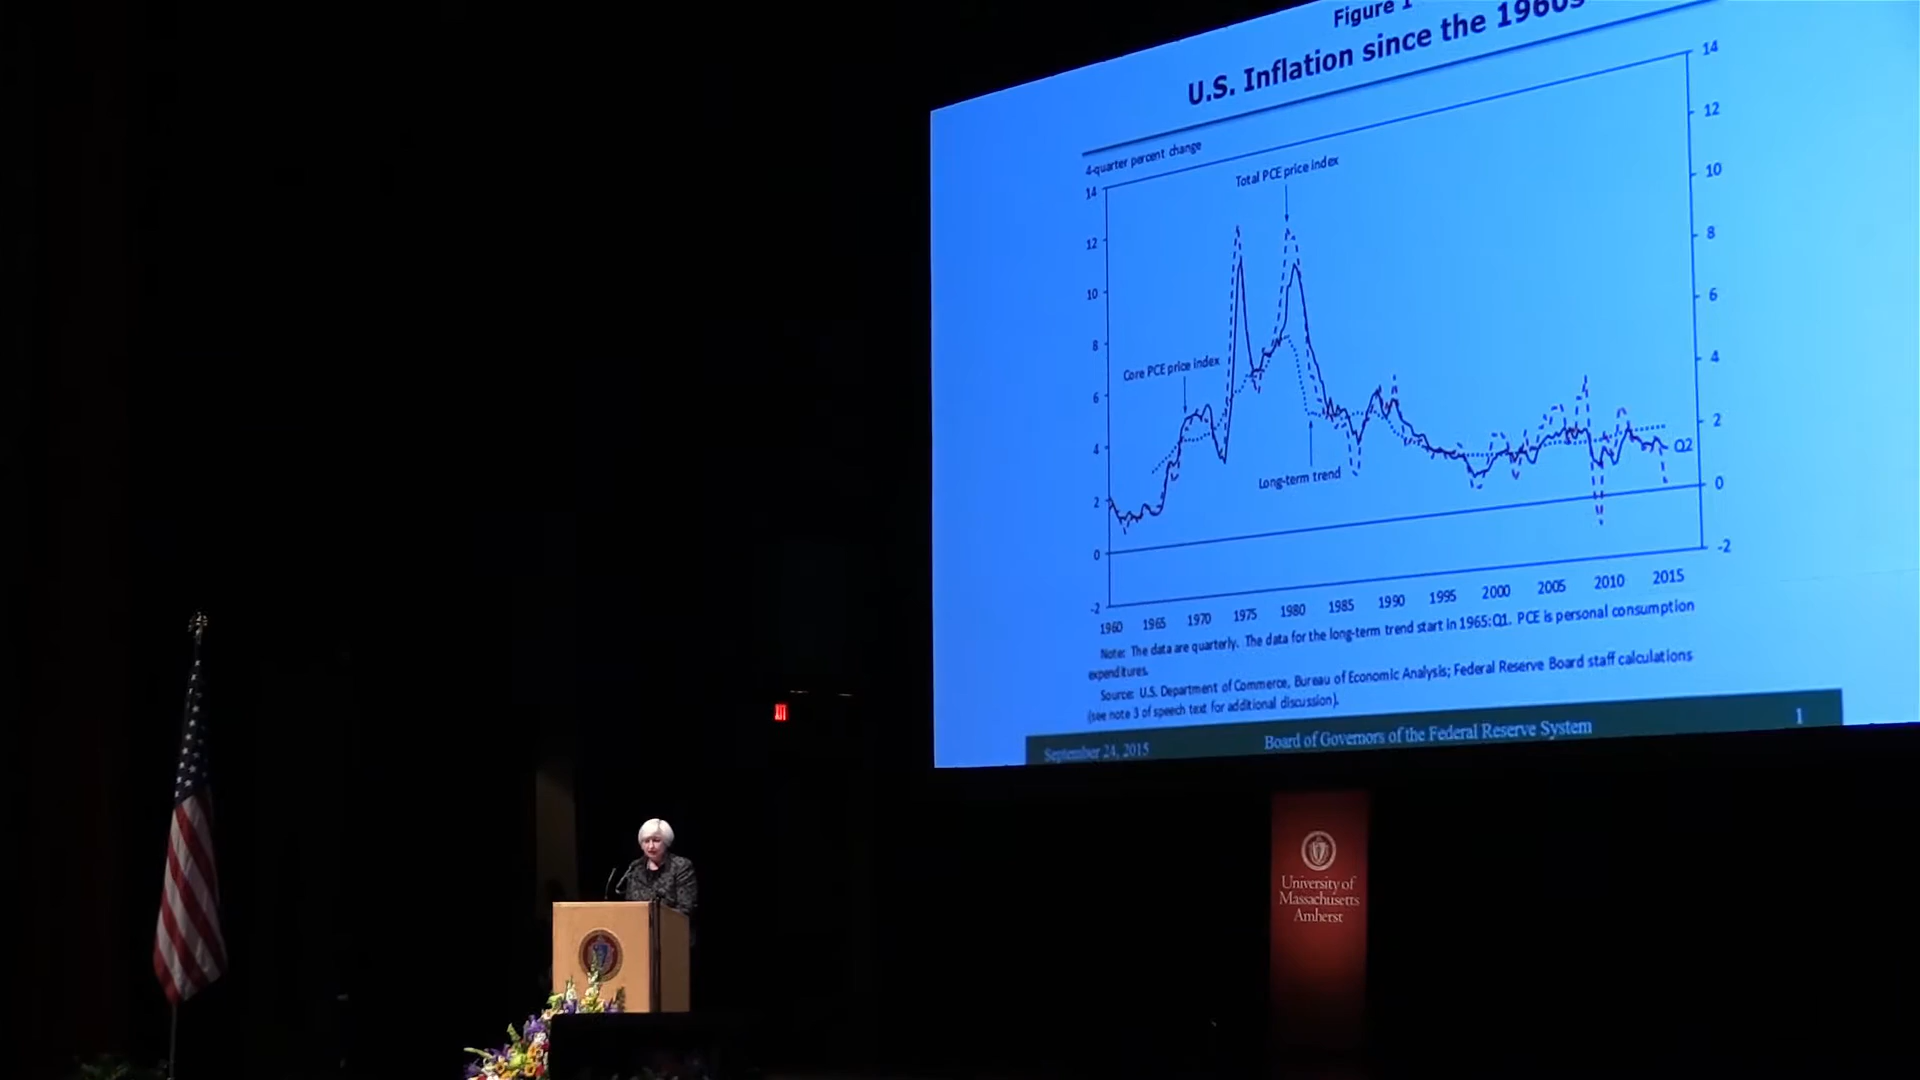 Figure 1
U.S. Inflation since the 1960s
4-quarter percent change
14
12
10
8
6
4
2
0
-2
14
12
10
8
6
4
2
0
-2
Total PCE price index
Core PCE price index
Long-term trend
Q2
1960 1965 1970 1975 1980 1985 1990 1995 2000 2005 2010 2015
Note: The data are quarterly. The data for the long-term trend start in 1965:Q1. PCE is personal consumption
expenditures.
Source: U.S. Department of Commerce, Bureau of Economic Analysis; Federal Reserve Board staff calculations
(see note 3 of speech text for additional discussion).
September 24, 2015 Board of Governors of the Federal Reserve System 1
University of
Massachusetts
Amherst